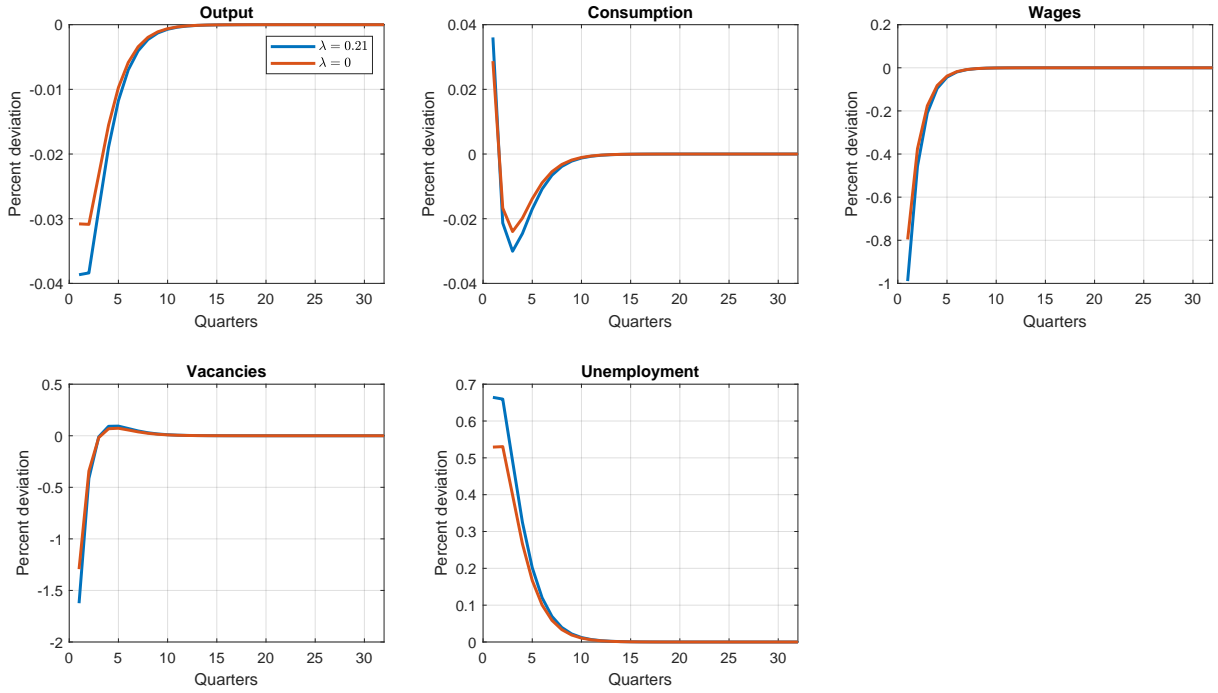 Output
0
-0.01
-0.02
-0.03
-0.04
Percent deviation
0 5 10 15 20 25 30
Quarters
λ = 0.21
λ = 0
Consumption
0.04
0.02
0
-0.02
0.04
Percent deviation
0 5 10 15 20 25 30
Quarters
Wages
0.2
0
-0.2
-0.4
-0.6
-0.8
-1
Percent deviation
0 5 10 15 20 25 30
Quarters
Vacancies
0.5
0
-0.5
-1
-1.5
-2
Percent deviation
0 5 10 15 20 25 30
Quarters
Unemployment
0.7
0.6
0.5
0.4
0.3
0.2
0.1
0
Percent deviation
0 5 10 15 20 25 30
Quarters